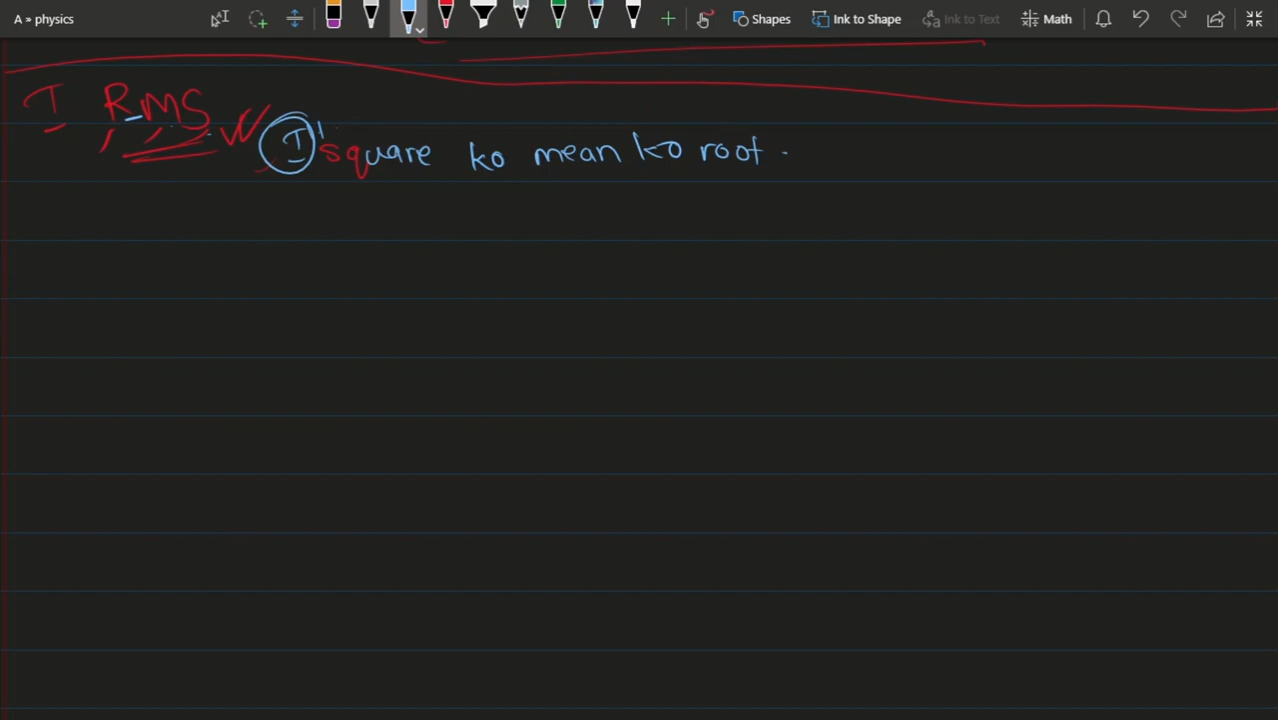 A » physics
Shapes
Ink to Shape
Ink to Text
Math
I RMS
I square ko mean ko root.